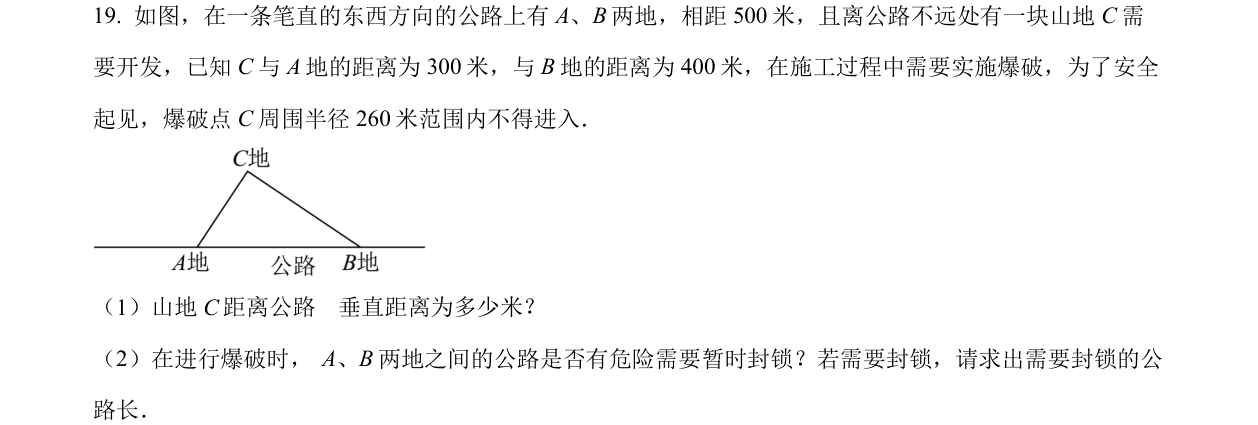 19. 如图，在一条笔直的东西方向的公路上有 A、B 两地，相距 500 米，且离公路不远处有一块山地 C 需
要开发，已知 C 与 A 地的距离为 300 米，与 B 地的距离为 400 米，在施工过程中需要实施爆破，为了安全
起见，爆破点 C 周围半径 260 米范围内不得进入．
C地
A地 公路 B地
（1）山地 C 距离公路 垂直距离为多少米？
（2）在进行爆破时， A、B 两地之间的公路是否有危险需要暂时封锁？若需要封锁，请求出需要封锁的公
路长．